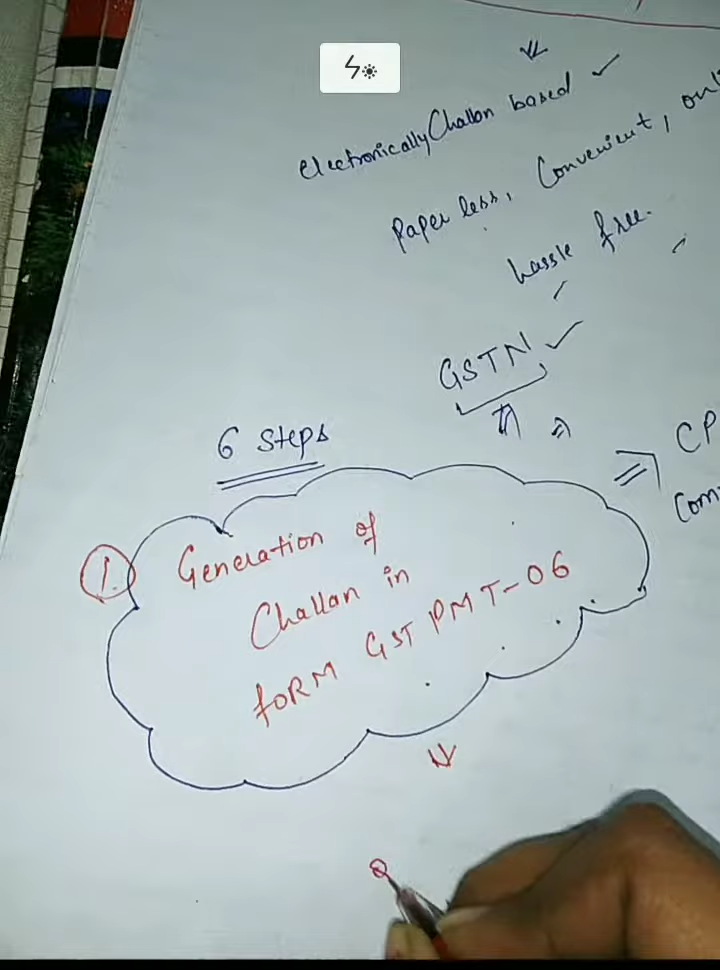 electronically Challan based
Paper less, Convenient,
hassle free.
GSTN
6 Steps
CP
Com
1. Generation of
Challan in
fORM GST PMT-06